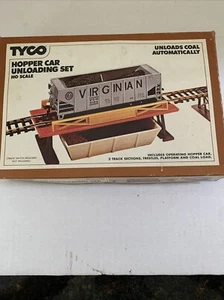 TYCO
HOPPER CAR
UNLOADING SET
HO SCALE
UNLOADS COAL
AUTOMATICALLY
VIRGINIAN
INCLUDES OPERATING HOPPER CAR,
2 TRACK SECTIONS, TRESTLES, PLATFORM AND COAL LOAD.